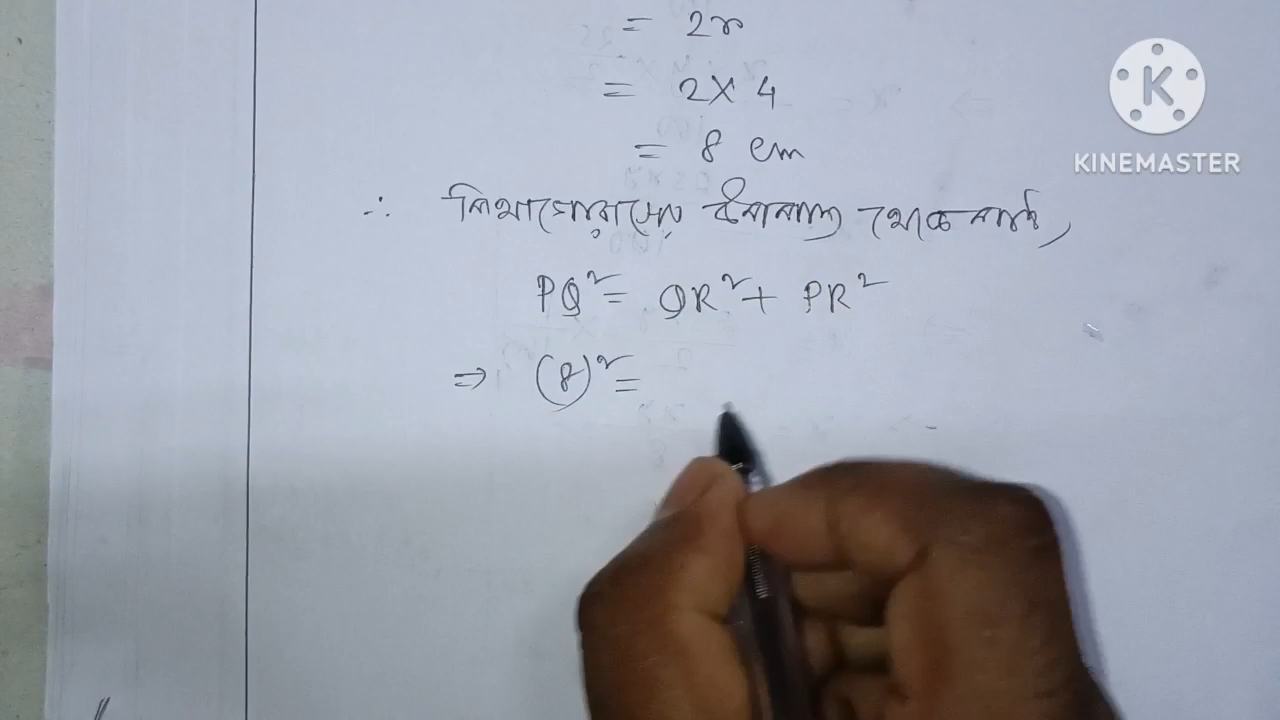 = 2r
= 2 X 4
= 8 cm
KINEMASTER
∴ পিথাগোরাসের উপপাদ্য থেকে পাই,
PQ² = QR² + PR²
⇒ (8)² =